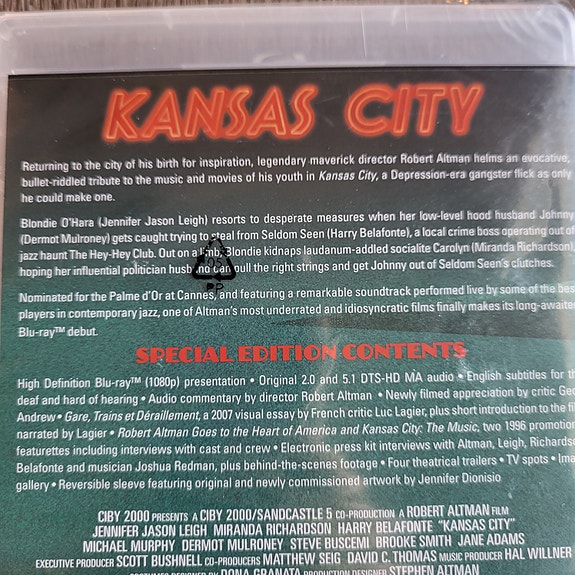 KANSAS CITY
Returning to the city of his birth for inspiration, legendary maverick director Robert Altman helms an evocative,
bullet-riddled tribute to the music and movies of his youth in Kansas City, a Depression-era gangster flick as only
he could make one.
Blondie O'Hara (Jennifer Jason Leigh) resorts to desperate measures when her low-level hood husband Johnny
(Dermot Mulroney) gets caught trying to steal from Seldom Seen (Harry Belafonte), a local crime boss operating out of
jazz haunt The Hey-Hey Club. Out on a limb, Blondie kidnaps laudanum-addled socialite Carolyn (Miranda Richardson),
hoping her influential politician husband can pull the right strings and get Johnny out of Seldom Seen's clutches.
Nominated for the Palme d'Or at Cannes, and featuring a remarkable soundtrack performed live by some of the bes
players in contemporary jazz, one of Altman's most underrated and idiosyncratic films finally makes its long-awaite
Blu-ray™ debut.
SPECIAL EDITION CONTENTS
High Definition Blu-ray™ (1080p) presentation • Original 2.0 and 5.1 DTS-HD MA audio • English subtitles for th
deaf and hard of hearing • Audio commentary by director Robert Altman • Newly filmed appreciation by critic Geo
Andrew • Gare, Trains et Déraillement, a 2007 visual essay by French critic Luc Lagier, plus short introduction to the fi
narrated by Lagier • Robert Altman Goes to the Heart of America and Kansas City: The Music, two 1996 promotion
featurettes including interviews with cast and crew • Electronic press kit interviews with Altman, Leigh, Richardso
Belafonte and musician Joshua Redman, plus behind-the-scenes footage • Four theatrical trailers • TV spots • Ima
gallery • Reversible sleeve featuring original and newly commissioned artwork by Jennifer Dionisio
CIBY 2000 PRESENTS A CIBY 2000/SANDCASTLE 5 CO-PRODUCTION A ROBERT ALTMAN FILM
JENNIFER JASON LEIGH MIRANDA RICHARDSON HARRY BELAFONTE "KANSAS CITY"
MICHAEL MURPHY DERMOT MULRONEY STEVE BUSCEMI BROOKE SMITH JANE ADAMS
EXECUTIVE PRODUCER SCOTT BUSHNELL CO-PRODUCERS MATTHEW SEIG DAVID C. THOMAS MUSIC PRODUCER HAL WILLNER
COSTUMES DESIGNED BY DONA GRANATA PRODUCTION DESIGNER STEPHEN ALTMAN